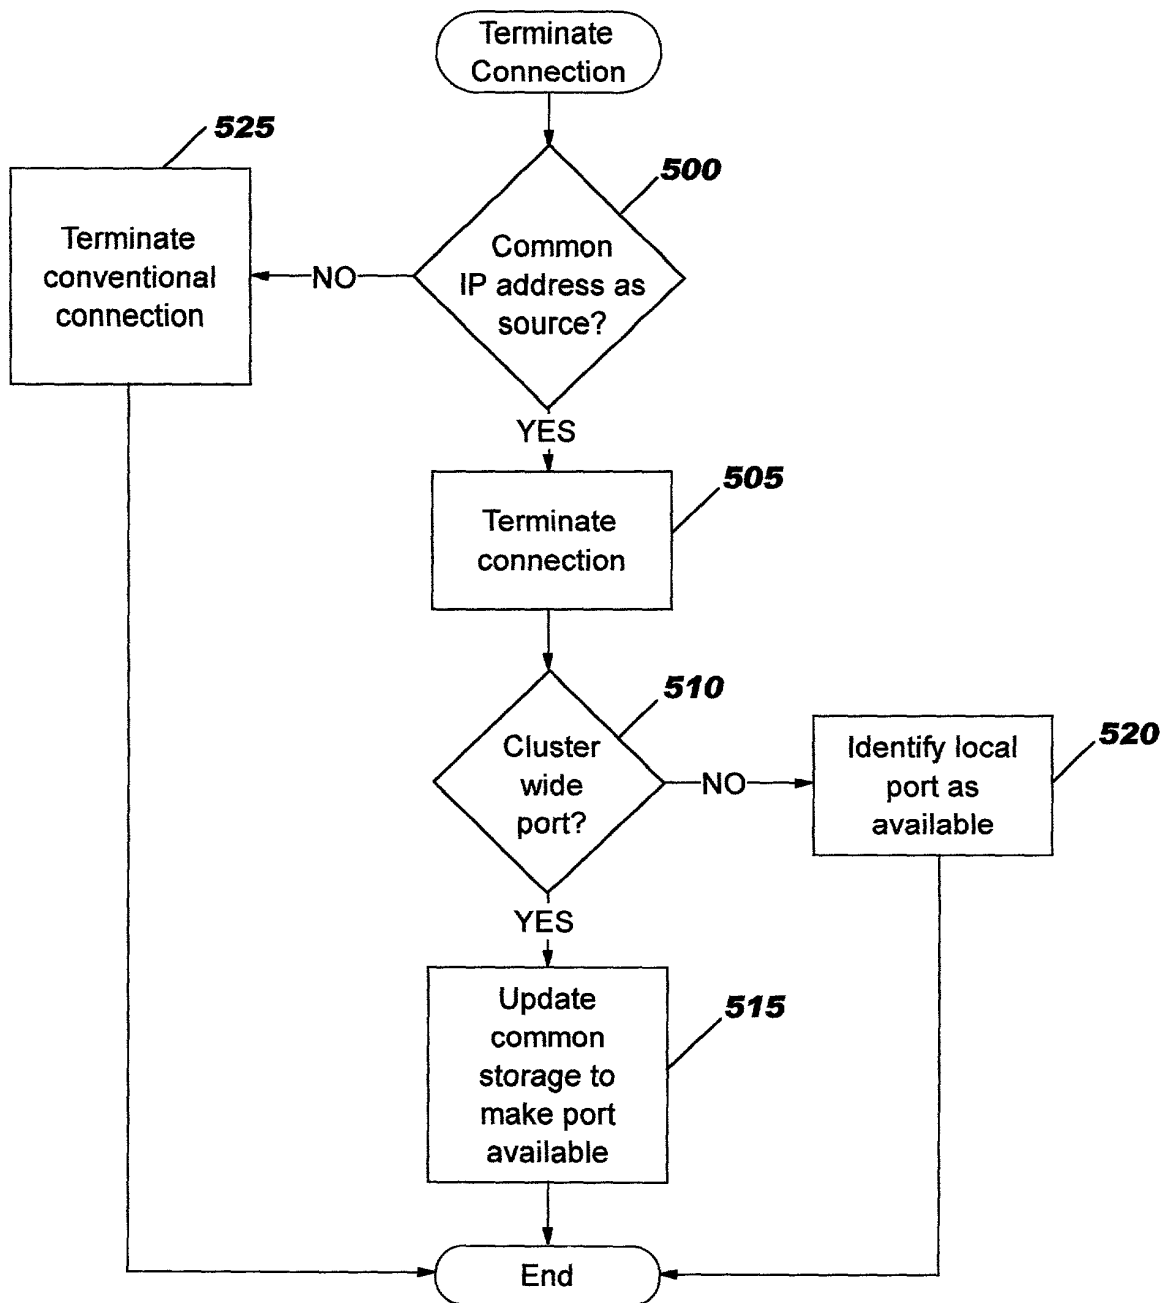 Terminate
Connection
525
500
Terminate
conventional
connection
NO
Common
IP address as
source?
YES
505
Terminate
connection
510
Cluster
wide
port?
NO
520
Identify local
port as
available
YES
515
Update
common
storage to
make port
available
End